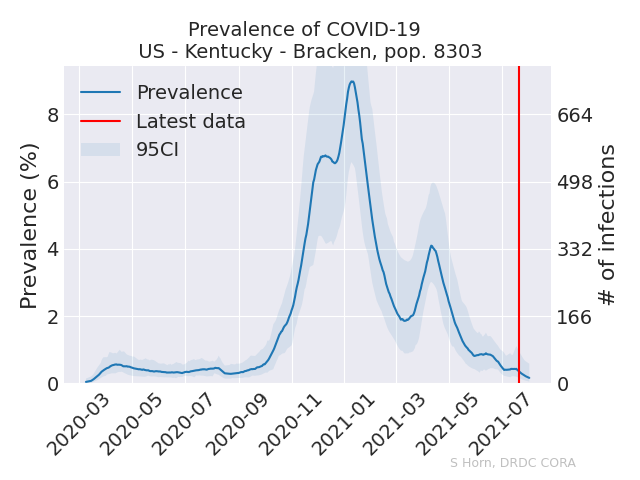 Prevalence of COVID-19
US - Kentucky - Bracken, pop. 8303
Prevalence
Latest data
95CI
Prevalence (%)
8
6
4
2
0
664
498
332
166
0
# of infections
2020-03
2020-05
2020-07
2020-09
2020-11
2021-01
2021-03
2021-05
2021-07
S Horn, DRDC CORA